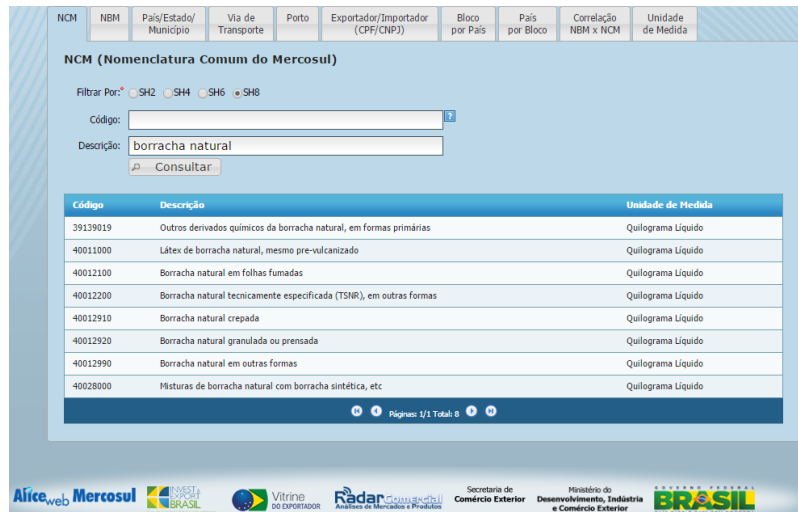 NCM
NBM
País/Estado/
Município
Via de
Transporte
Porto
Exportador/Importador
(CPF/CNPJ)
Bloco
por País
País
por Bloco
Correlação
NBM x NCM
Unidade
de Medida
NCM (Nomenclatura Comum do Mercosul)
Filtrar Por:* SH2 SH4 SH6 SH8
Código: ?
Descrição: borracha natural
Consultar
Código Descrição Unidade de Medida
39139019 Outros derivados químicos da borracha natural, em formas primárias Quilograma Líquido
40011000 Látex de borracha natural, mesmo pre-vulcanizado Quilograma Líquido
40012100 Borracha natural em folhas fumadas Quilograma Líquido
40012200 Borracha natural tecnicamente especificada (TSNR), em outras formas Quilograma Líquido
40012910 Borracha natural crepada Quilograma Líquido
40012920 Borracha natural granulada ou prensada Quilograma Líquido
40012990 Borracha natural em outras formas Quilograma Líquido
40028000 Misturas de borracha natural com borracha sintética, etc Quilograma Líquido
Páginas: 1/1 Total: 8
Aliceweb Mercosul
INVEST &
EXPORT
BRASIL
Vitrine
DO EXPORTADOR
Radar Comercial
Análises de Mercados e Produtos
Secretaria de
Comércio Exterior
Ministério do
Desenvolvimento, Indústria
e Comércio Exterior
GOVERNO FEDERAL
BRASIL